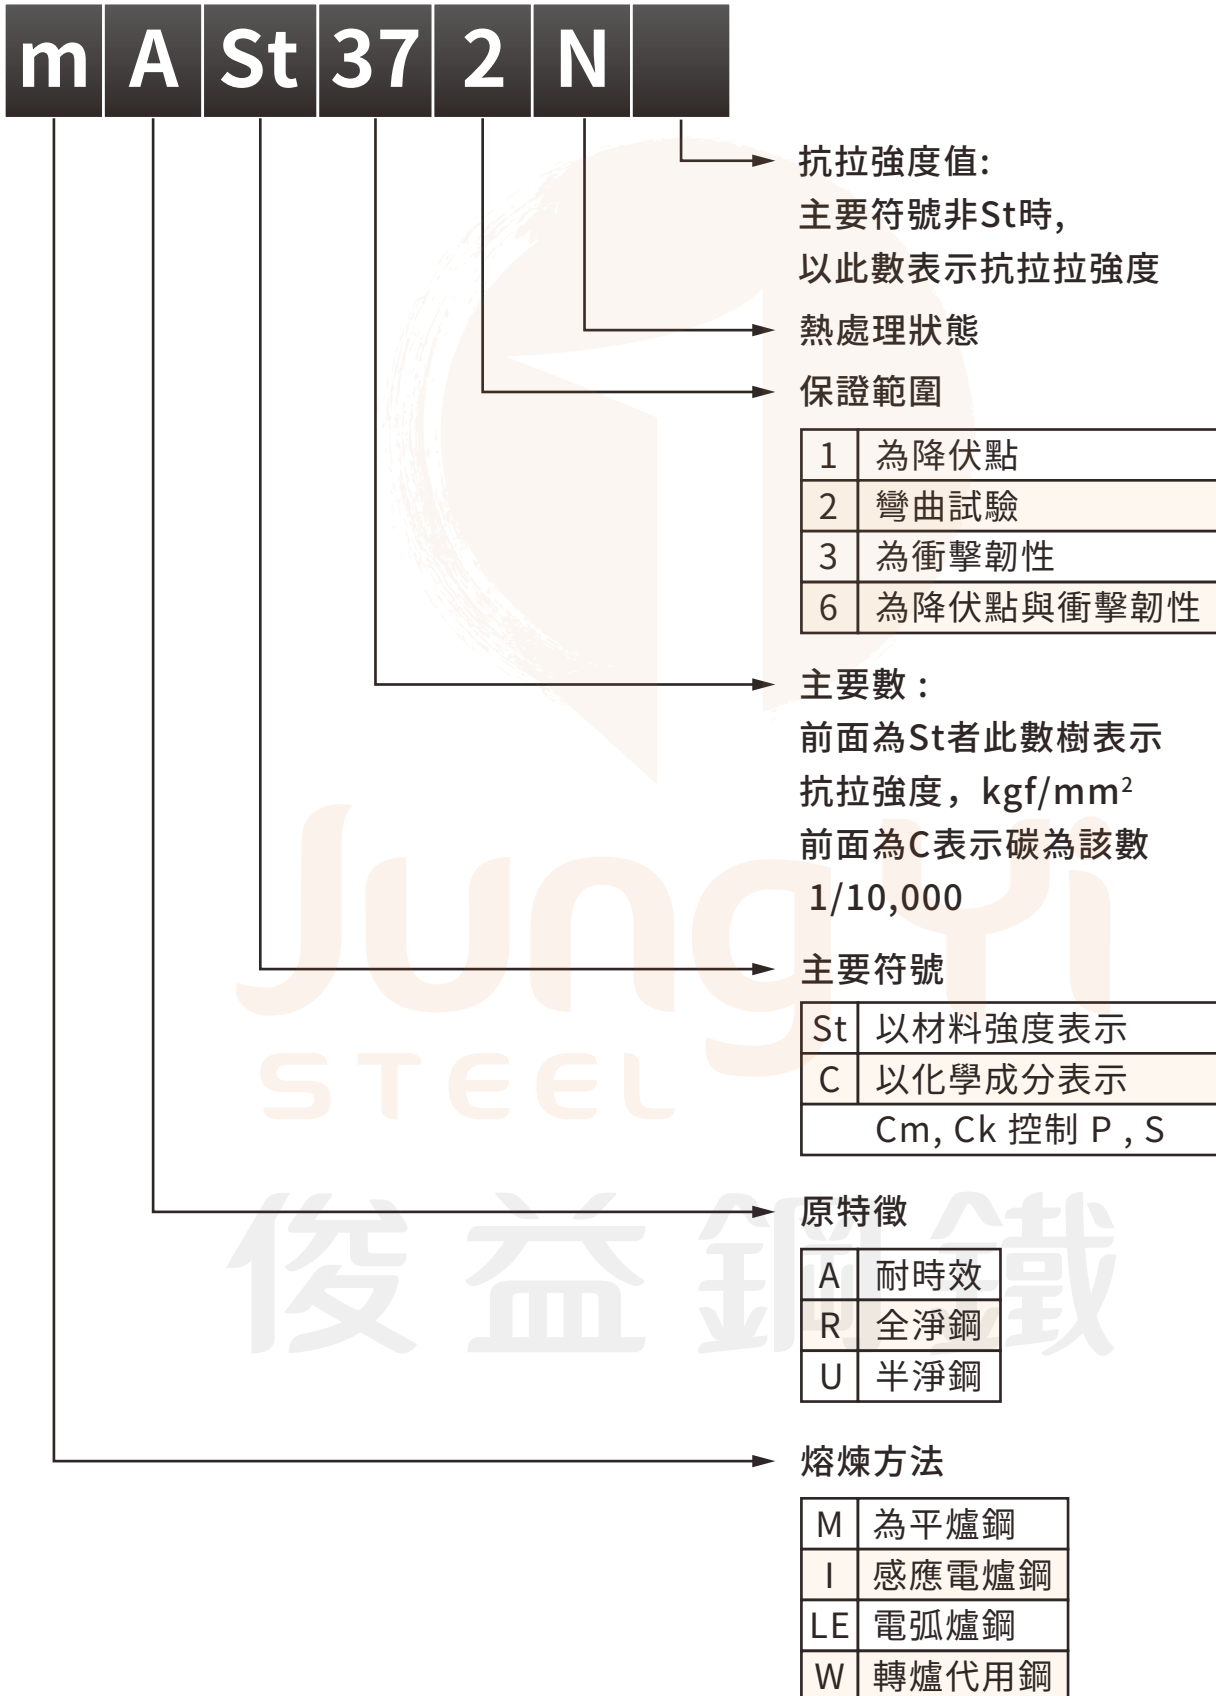 m A St 37 2 N
抗拉強度值:
主要符號非St時,
以此數表示抗拉拉強度
熱處理狀態
保證範圍
1 為降伏點
2 彎曲試驗
3 為衝擊韌性
6 為降伏點與衝擊韌性
主要數 :
前面為St者此數樹表示
抗拉強度，kgf/mm²
前面為C表示碳為該數
1/10,000
主要符號
St 以材料強度表示
C 以化學成分表示
Cm, Ck 控制 P , S
原特徵
A 耐時效
R 全淨鋼
U 半淨鋼
熔煉方法
M 為平爐鋼
I 感應電爐鋼
LE 電弧爐鋼
W 轉爐代用鋼
JungYi
STEEL
俊益鋼鐵